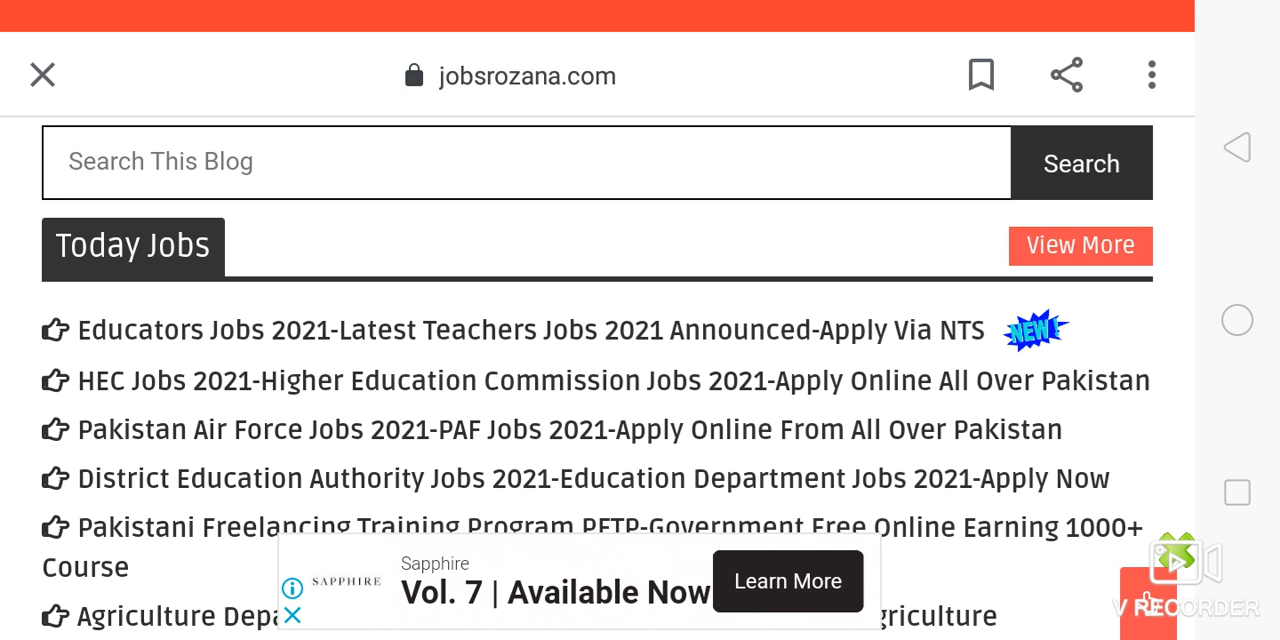 jobsrozana.com
Search This Blog
Search
Today Jobs
View More
Educators Jobs 2021-Latest Teachers Jobs 2021 Announced-Apply Via NTS NEW!
HEC Jobs 2021-Higher Education Commission Jobs 2021-Apply Online All Over Pakistan
Pakistan Air Force Jobs 2021-PAF Jobs 2021-Apply Online From All Over Pakistan
District Education Authority Jobs 2021-Education Department Jobs 2021-Apply Now
Pakistani Freelancing Training Program PFTP-Government Free Online Earning 1000+
Course
Sapphire
SAPPHIRE
Vol. 7 | Available Now
Learn More
Agriculture
V RECORDER